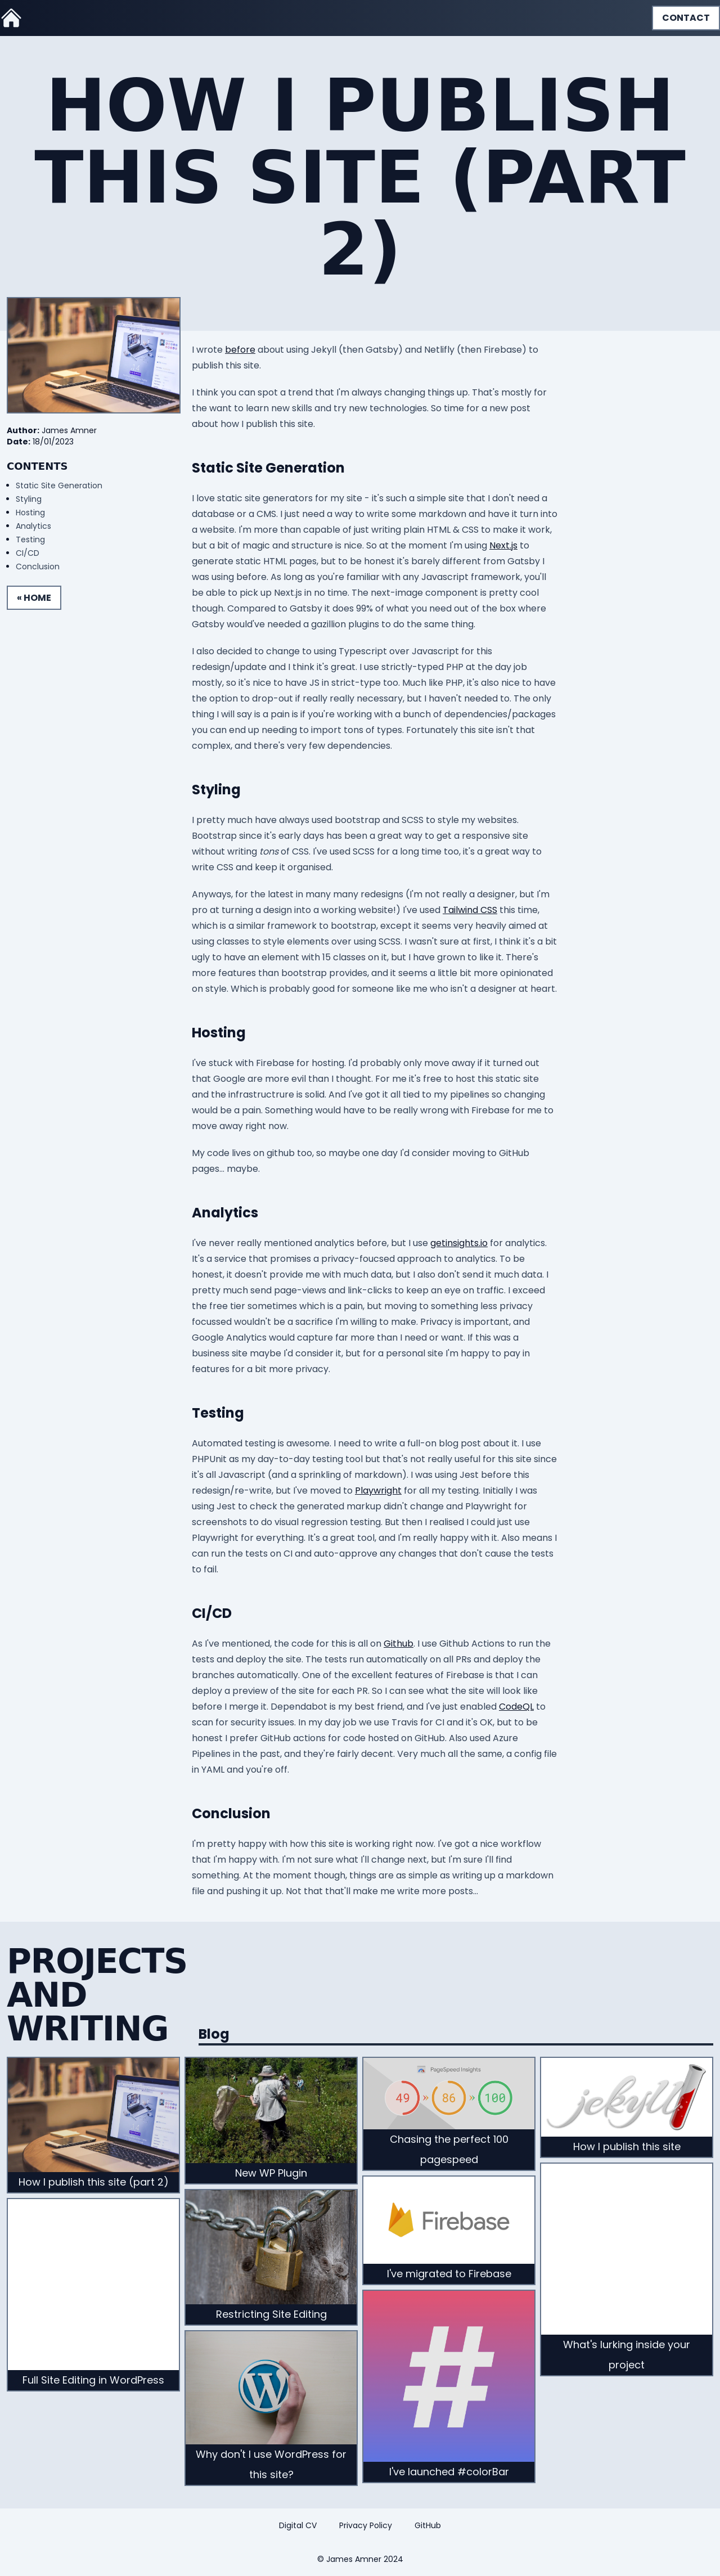 CONTACT
HOW I PUBLISH
THIS SITE (PART
2)
Author: James Amner
Date: 18/01/2023
CONTENTS
Static Site Generation
Styling
Hosting
Analytics
Testing
CI/CD
Conclusion
« HOME
I wrote before about using Jekyll (then Gatsby) and Netlifly (then Firebase) to
publish this site.
I think you can spot a trend that I'm always changing things up. That's mostly for
the want to learn new skills and try new technologies. So time for a new post
about how I publish this site.
Static Site Generation
I love static site generators for my site - it's such a simple site that I don't need a
database or a CMS. I just need a way to write some markdown and have it turn into
a website. I'm more than capable of just writing plain HTML & CSS to make it work,
but a bit of magic and structure is nice. So at the moment I'm using Next.js to
generate static HTML pages, but to be honest it's barely different from Gatsby I
was using before. As long as you're familiar with any Javascript framework, you'll
be able to pick up Next.js in no time. The next-image component is pretty cool
though. Compared to Gatsby it does 99% of what you need out of the box where
Gatsby would've needed a gazillion plugins to do the same thing.
I also decided to change to using Typescript over Javascript for this
redesign/update and I think it's great. I use strictly-typed PHP at the day job
mostly, so it's nice to have JS in strict-type too. Much like PHP, it's also nice to have
the option to drop-out if really really necessary, but I haven't needed to. The only
thing I will say is a pain is if you're working with a bunch of dependencies/packages
you can end up needing to import tons of types. Fortunately this site isn't that
complex, and there's very few dependencies.
Styling
I pretty much have always used bootstrap and SCSS to style my websites.
Bootstrap since it's early days has been a great way to get a responsive site
without writing tons of CSS. I've used SCSS for a long time too, it's a great way to
write CSS and keep it organised.
Anyways, for the latest in many many redesigns (I'm not really a designer, but I'm
pro at turning a design into a working website!) I've used Tailwind CSS this time,
which is a similar framework to bootstrap, except it seems very heavily aimed at
using classes to style elements over using SCSS. I wasn't sure at first, I think it's a bit
ugly to have an element with 15 classes on it, but I have grown to like it. There's
more features than bootstrap provides, and it seems a little bit more opinionated
on style. Which is probably good for someone like me who isn't a designer at heart.
Hosting
I've stuck with Firebase for hosting. I'd probably only move away if it turned out
that Google are more evil than I thought. For me it's free to host this static site
and the infrastructrure is solid. And I've got it all tied to my pipelines so changing
would be a pain. Something would have to be really wrong with Firebase for me to
move away right now.
My code lives on github too, so maybe one day I'd consider moving to GitHub
pages... maybe.
Analytics
I've never really mentioned analytics before, but I use getinsights.io for analytics.
It's a service that promises a privacy-foucsed approach to analytics. To be
honest, it doesn't provide me with much data, but I also don't send it much data. I
pretty much send page-views and link-clicks to keep an eye on traffic. I exceed
the free tier sometimes which is a pain, but moving to something less privacy
focussed wouldn't be a sacrifice I'm willing to make. Privacy is important, and
Google Analytics would capture far more than I need or want. If this was a
business site maybe I'd consider it, but for a personal site I'm happy to pay in
features for a bit more privacy.
Testing
Automated testing is awesome. I need to write a full-on blog post about it. I use
PHPUnit as my day-to-day testing tool but that's not really useful for this site since
it's all Javascript (and a sprinkling of markdown). I was using Jest before this
redesign/re-write, but I've moved to Playwright for all my testing. Initially I was
using Jest to check the generated markup didn't change and Playwright for
screenshots to do visual regression testing. But then I realised I could just use
Playwright for everything. It's a great tool, and I'm really happy with it. Also means I
can run the tests on CI and auto-approve any changes that don't cause the tests
to fail.
CI/CD
As I've mentioned, the code for this is all on Github. I use Github Actions to run the
tests and deploy the site. The tests run automatically on all PRs and deploy the
branches automatically. One of the excellent features of Firebase is that I can
deploy a preview of the site for each PR. So I can see what the site will look like
before I merge it. Dependabot is my best friend, and I've just enabled CodeQL to
scan for security issues. In my day job we use Travis for CI and it's OK, but to be
honest I prefer GitHub actions for code hosted on GitHub. Also used Azure
Pipelines in the past, and they're fairly decent. Very much all the same, a config file
in YAML and you're off.
Conclusion
I'm pretty happy with how this site is working right now. I've got a nice workflow
that I'm happy with. I'm not sure what I'll change next, but I'm sure I'll find
something. At the moment though, things are as simple as writing up a markdown
file and pushing it up. Not that that'll make me write more posts...
PROJECTS
AND
WRITING
Blog
How I publish this site (part 2)
Full Site Editing in WordPress
New WP Plugin
Restricting Site Editing
Why don't I use WordPress for
this site?
PageSpeed Insights
49 » 86 » 100
Chasing the perfect 100
pagespeed
Firebase
I've migrated to Firebase
#
I've launched #colorBar
jekyll
How I publish this site
What's lurking inside your
project
Digital CV
Privacy Policy
GitHub
© James Amner 2024